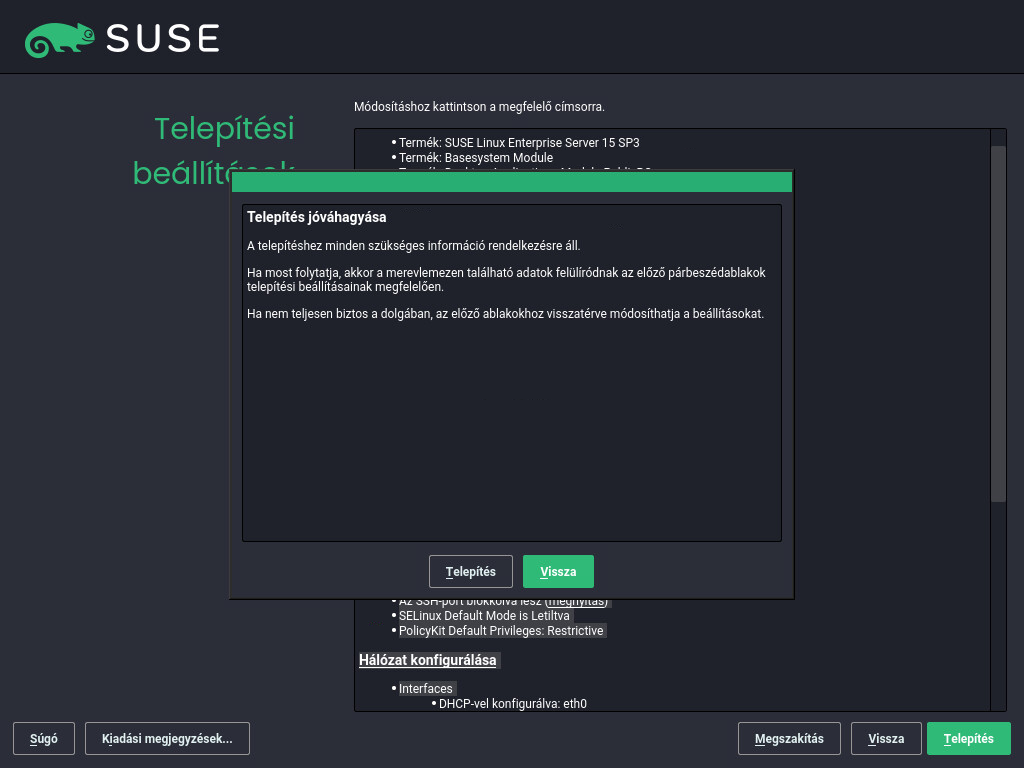 SUSE
Telepítési
Módosításhoz kattintson a megfelelő címsorra.
Termék: SUSE Linux Enterprise Server 15 SP3
Termék: Basesystem Module
Telepítés jóváhagyása
A telepítéshez minden szükséges információ rendelkezésre áll.
Ha most folytatja, akkor a merevlemezen található adatok felülíródnak az előző párbeszédablakok
telepítési beállításainak megfelelően.
Ha nem teljesen biztos a dolgában, az előző ablakokhoz visszatérve módosíthatja a beállításokat.
Telepítés
Vissza
Az SSH-port blokkolva lesz (megnyitás)
SELinux Default Mode is Letiltva
PolicyKit Default Privileges: Restrictive
Hálózat konfigurálása
Interfaces
DHCP-vel konfigurálva: eth0
Súgó
Kiadási megjegyzések...
Megszakítás
Vissza
Telepítés